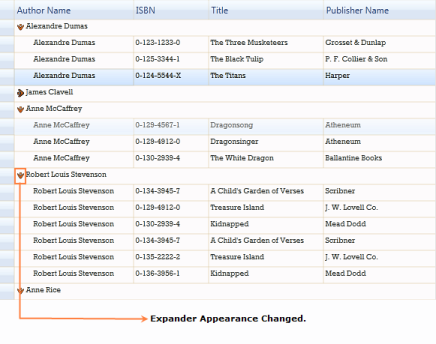 Author Name ISBN Title Publisher Name
Alexandre Dumas
Alexandre Dumas 0-123-1233-0 The Three Musketeers Grosset & Dunlap
Alexandre Dumas 0-125-3344-1 The Black Tulip P. F. Collier & Son
Alexandre Dumas 0-124-5544-X The Titans Harper
James Clavell
Anne McCaffrey
Anne McCaffrey 0-129-4567-1 Dragonsong Atheneum
Anne McCaffrey 0-129-4912-0 Dragonsinger Atheneum
Anne McCaffrey 0-130-2939-4 The White Dragon Ballantine Books
Robert Louis Stevenson
Robert Louis Stevenson 0-134-3945-7 A Child's Garden of Verses Scribner
Robert Louis Stevenson 0-129-4912-0 Treasure Island J. W. Lovell Co.
Robert Louis Stevenson 0-130-2939-4 Kidnapped Mead Dodd
Robert Louis Stevenson 0-134-3945-7 A Child's Garden of Verses Scribner
Robert Louis Stevenson 0-135-2222-2 Treasure Island J. W. Lovell Co.
Robert Louis Stevenson 0-136-3956-1 Kidnapped Mead Dodd
Anne Rice
Expander Appearance Changed.